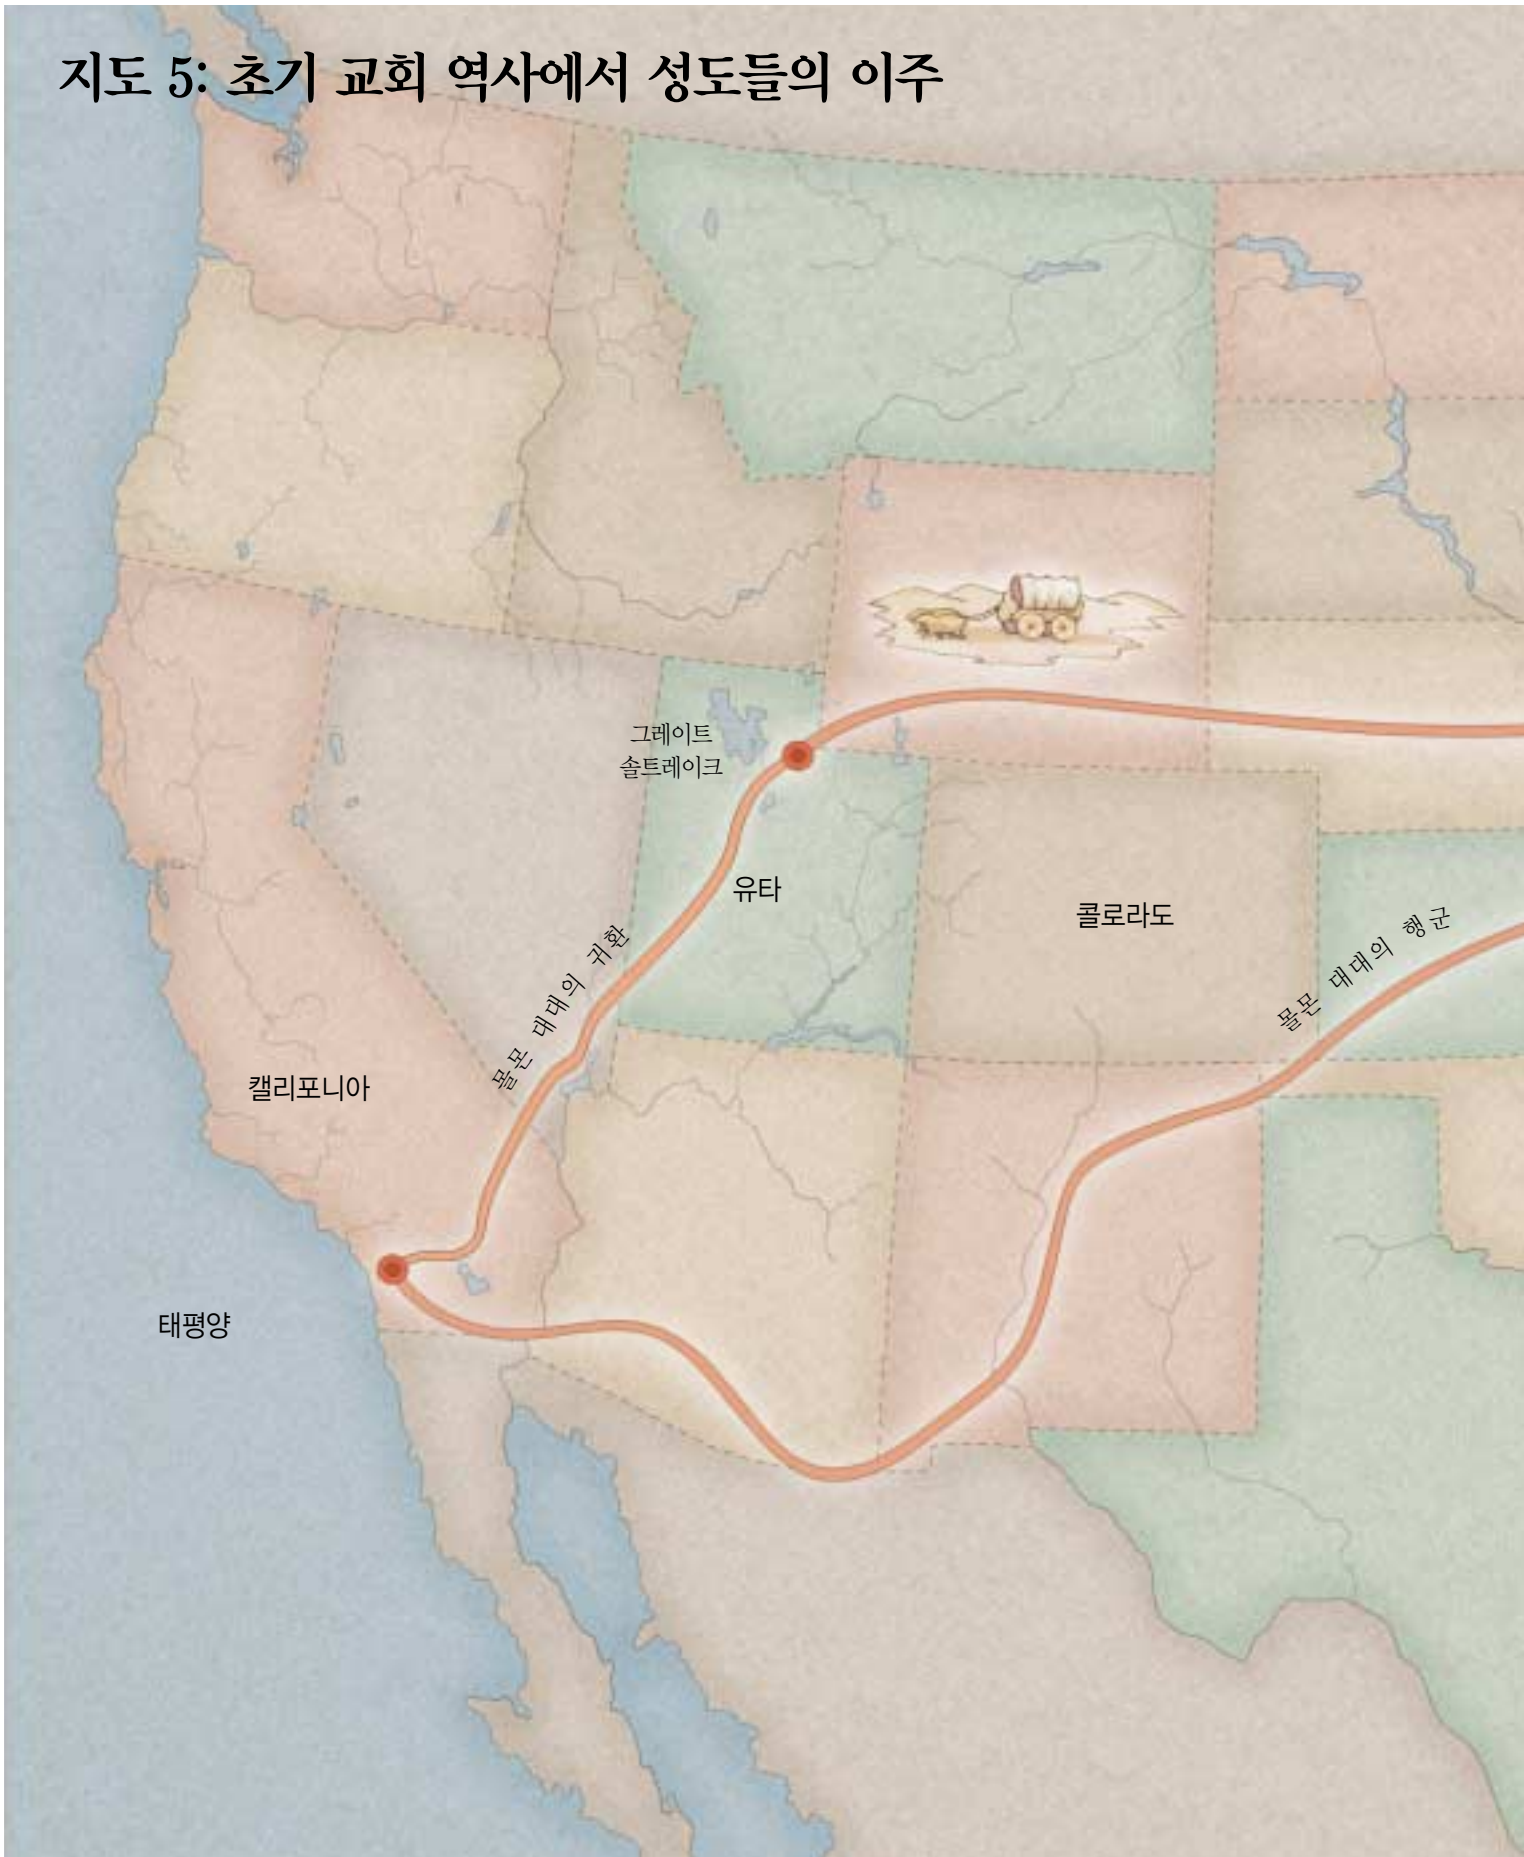 지도 5: 초기 교회 역사에서 성도들의 이주
그레이트
솔트레이크
유타
콜로라도
몰몬 대대의 행군
몰몬 대대의 귀환
캘리포니아
태평양